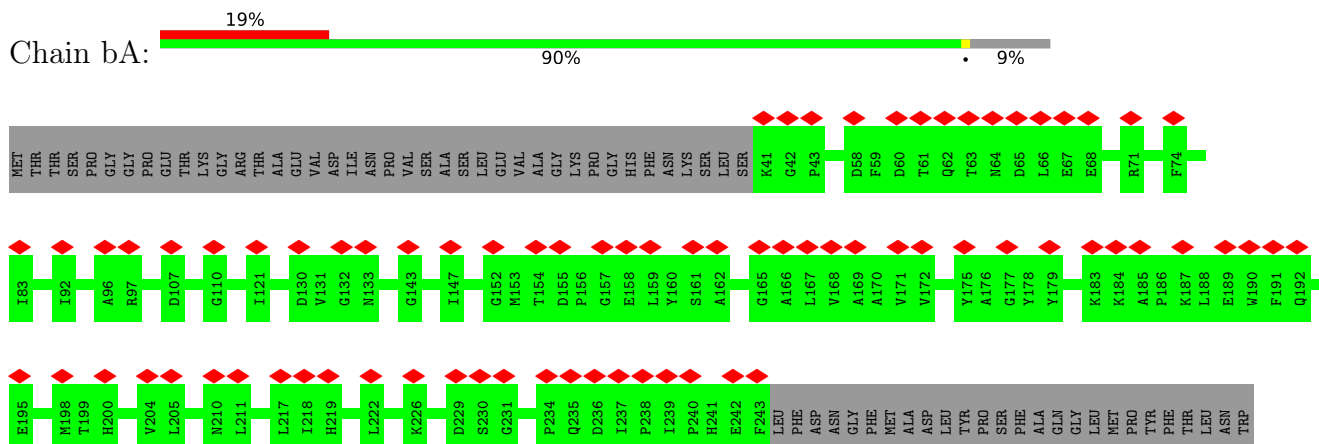 Chain bA:
19%
90%
•
9%
MET THR THR SER PRO GLY GLY PRO GLU THR LYS GLY ARG THR ALA GLU VAL ASP ILE ASN PRO VAL SER ALA SER LEU GLU VAL ALA GLY LYS PRO GLY HIS PHE ASN LYS SER LEU SER K41 G42 P43 D58 F59 D60 T61 Q62 T63 N64 D65 L66 E67 E68 R71 F74
I83 I92 A96 R97 D107 G110 I121 D130 V131 G132 N133 G143 I147 G152 M153 T154 D155 P156 G157 E158 L159 Y160 S161 A162 G165 A166 L167 V168 A169 A170 V171 V172 Y175 A176 G177 Y178 Y179 K183 K184 A185 P186 K187 L188 E189 W190 F191 Q192
E195 M198 T199 H200 V204 L205 N210 L211 L217 I218 H219 L222 K226 D229 S230 G231 P234 Q235 D236 I237 P238 I239 P240 H241 E242 F243 LEU PHE ASP ASN GLY PHE MET ALA ASP LEU TYR PRO SER PHE ALA GLN GLY LEU MET PRO TYR PHE THR LEU ASN TRP